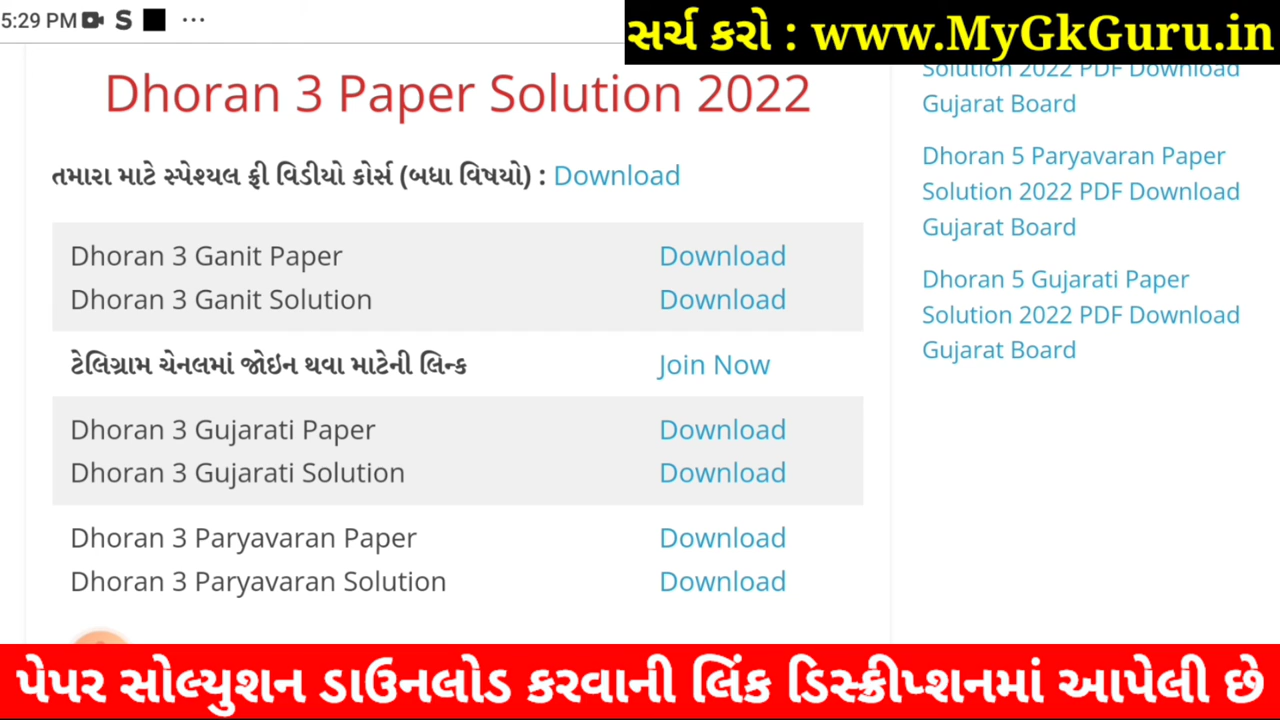 5:29 PM S ...
સર્ચ કરો : www.MyGkGuru.in
Dhoran 3 Paper Solution 2022
તમારા માટે સ્પેશ્યલ ફ્રી વિડીયો કોર્સ (બધા વિષયો) : Download
Dhoran 3 Ganit Paper Download
Dhoran 3 Ganit Solution Download
ટેલિગ્રામ ચેનલમાં જોઇન થવા માટેની લિન્ક Join Now
Dhoran 3 Gujarati Paper Download
Dhoran 3 Gujarati Solution Download
Dhoran 3 Paryavaran Paper Download
Dhoran 3 Paryavaran Solution Download
Solution 2022 PDF Download
Gujarat Board
Dhoran 5 Paryavaran Paper
Solution 2022 PDF Download
Gujarat Board
Dhoran 5 Gujarati Paper
Solution 2022 PDF Download
Gujarat Board
પેપર સોલ્યુશન ડાઉનલોડ કરવાની લિંક ડિસ્ક્રીપ્શનમાં આપેલી છે